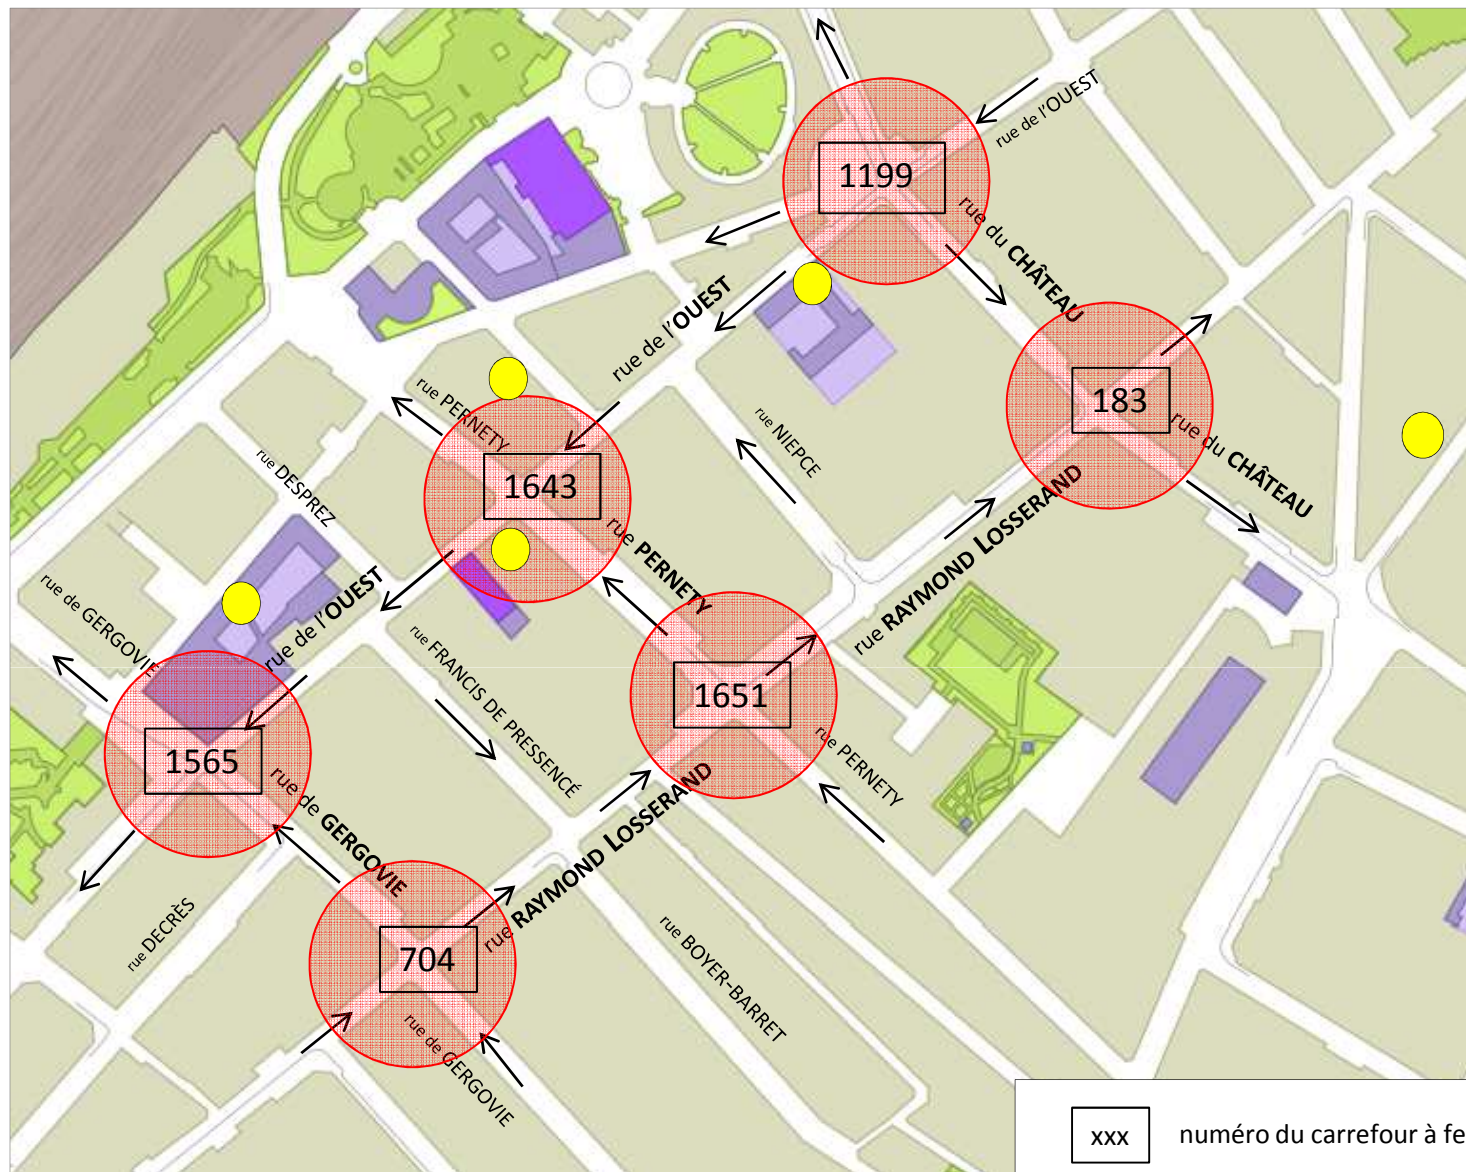 rue de l'OUEST
1199
rue du CHÂTEAU
rue de l'OUEST
rue PERNETY
183
rue NIEPCE
rue du CHÂTEAU
rue DESPREZ
1643
rue PERNETY
rue RAYMOND LOSSERAND
rue de GERGOVIE
rue de l'OUEST
rue FRANCIS DE PRESSENCÉ
1651
rue PERNETY
1565
rue de GERGOVIE
rue RAYMOND LOSSERAND
rue DECRÈS
704
rue BOYER-BARRET
rue de GERGOVIE
xxx numéro du carrefour à fe